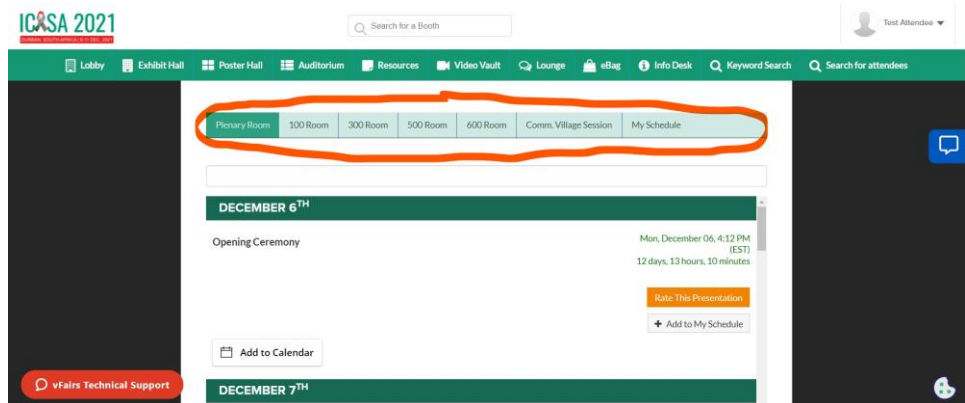 ICASA 2021
DURBAN, SOUTH AFRICA | 6-11 DEC, 2021
Search for a Booth
Test Attendee
Lobby Exhibit Hall Poster Hall Auditorium Resources Video Vault Lounge eBag Info Desk Keyword Search Search for attendees
Plenary Room 100 Room 300 Room 500 Room 600 Room Comm. Village Session My Schedule
DECEMBER 6TH
Opening Ceremony
Mon, December 06, 4:12 PM
(EST)
12 days, 13 hours, 10 minutes
Rate This Presentation
+ Add to My Schedule
Add to Calendar
vFairs Technical Support
DECEMBER 7TH